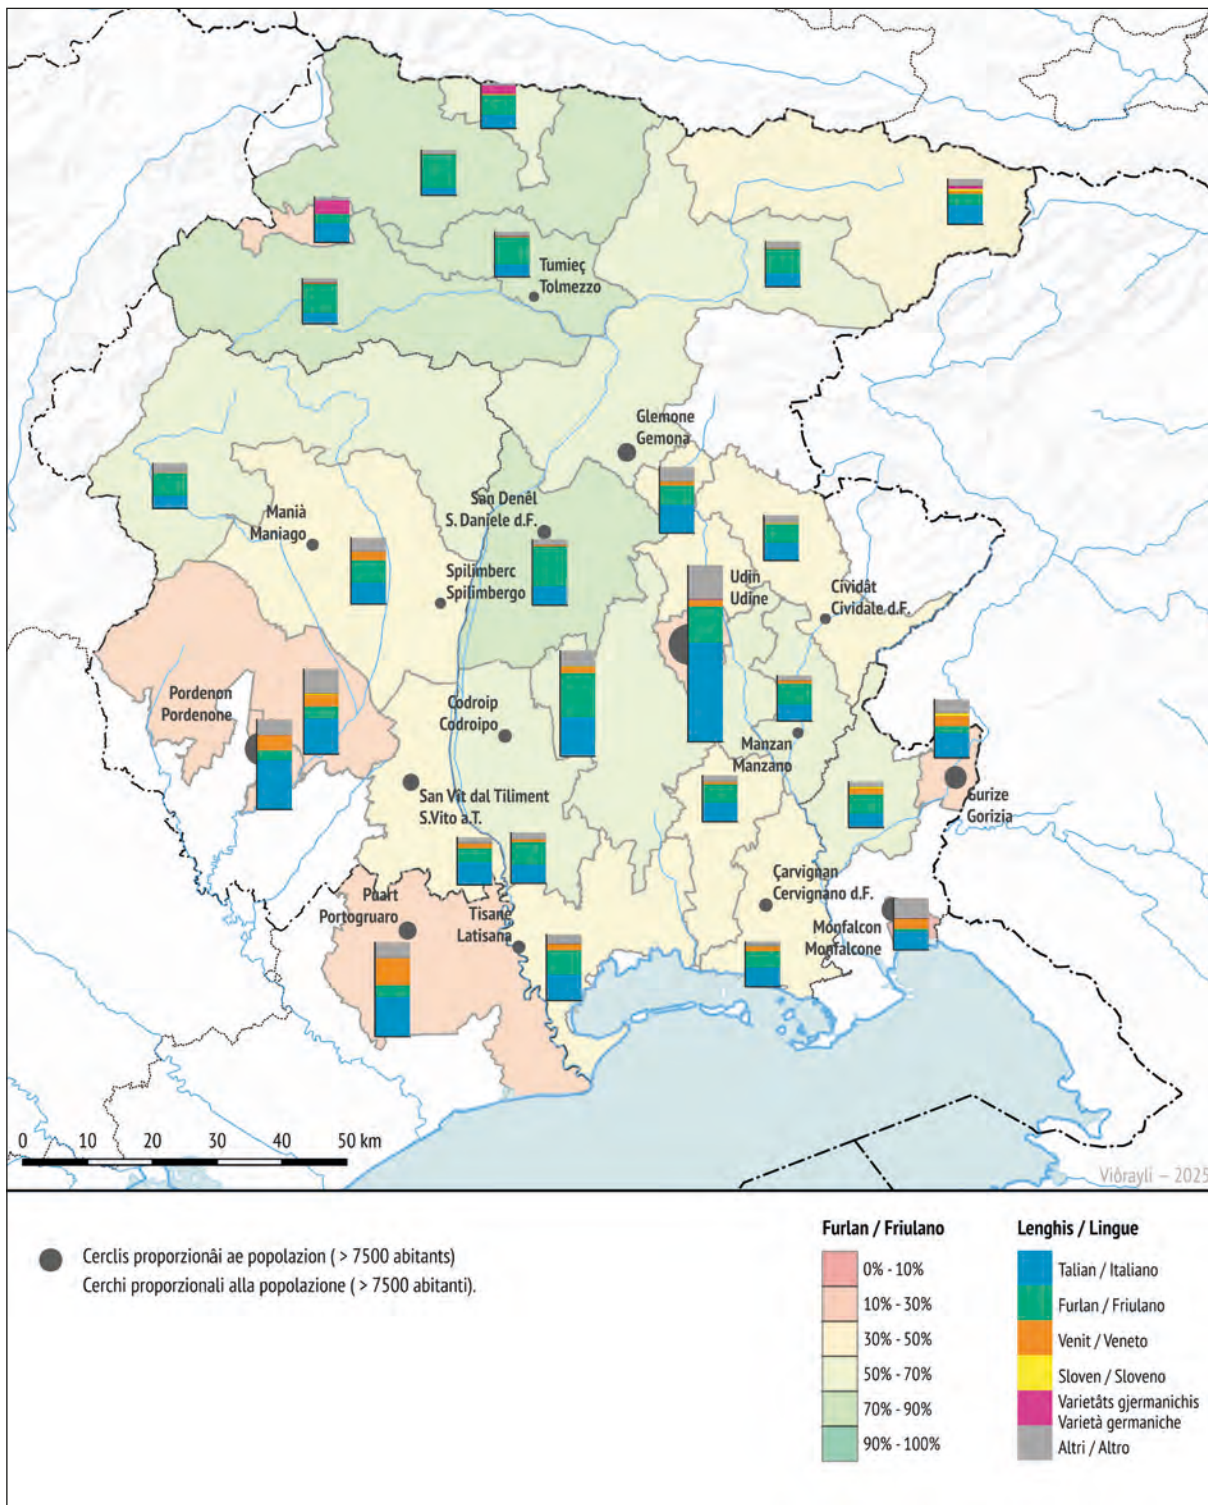 Tumieç
Tolmezzo
Glemone
Gemona
San Denêl
S. Daniele d.F.
Manià
Maniago
Spilimberc
Spilimbergo
Udin
Udine
Cividât
Cividale d.F.
Pordenon
Pordenone
Codroip
Codroipo
Manzan
Manzano
San Vît dal Tiliment
S.Vito a.T.
Gurize
Gorizia
Çarvignan
Cervignano d.F.
Puart
Portogruaro
Tisane
Latisana
Monfalcon
Monfalcone
0 10 20 30 40 50 km
Viôraylì – 2025
Cerclis proporzionâi ae popolazion ( > 7500 abitants)
Cerchi proporzionali alla popolazione ( > 7500 abitanti).
Furlan / Friulano
0% - 10%
10% - 30%
30% - 50%
50% - 70%
70% - 90%
90% - 100%
Lenghis / Lingue
Talian / Italiano
Furlan / Friulano
Venit / Veneto
Sloven / Sloveno
Varietâts gjermanichis
Varietà germaniche
Altri / Altro